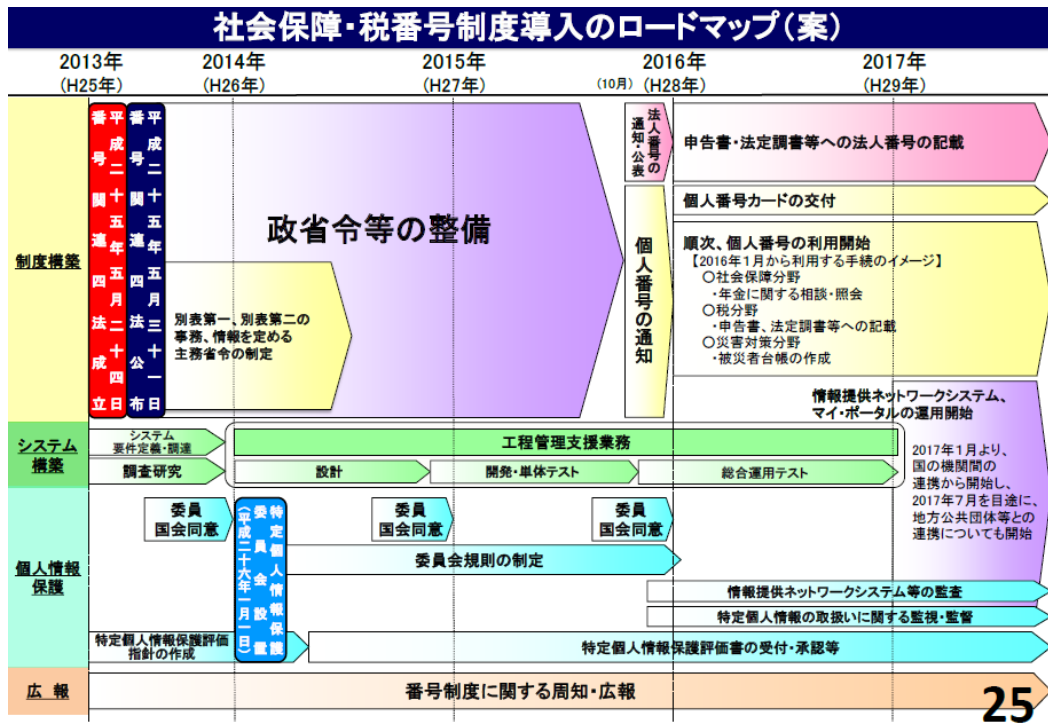 社会保障・税番号制度導入のロードマップ(案)
2013年
(H25年)
2014年
(H26年)
2015年
(H27年)
(10月)
2016年
(H28年)
2017年
(H29年)
制度構築
番号関連四法成立
平成二十五年五月二十四日
番号関連四法公布
平成二十五年五月三十一日
政省令等の整備
別表第一、別表第二の
事務、情報を定める
主務省令の制定
法人番号の
通知・公表
個人番号の通知
申告書・法定調書等への法人番号の記載
個人番号カードの交付
順次、個人番号の利用開始
【2016年1月から利用する手続のイメージ】
○社会保障分野
・年金に関する相談・照会
○税分野
・申告書、法定調書等への記載
○災害対策分野
・被災者台帳の作成
情報提供ネットワークシステム、
マイ・ポータルの運用開始
2017年1月より、
国の機関間の
連携から開始し、
2017年7月を目途に、
地方公共団体等との
連携についても開始
システム
構築
システム
要件定義・調達
調査研究
工程管理支援業務
設計
開発・単体テスト
総合運用テスト
個人情報
保護
委員
国会同意
特定個人情報保護
委員会設置
(平成二十六年一月一日)
委員
国会同意
委員
国会同意
委員会規則の制定
情報提供ネットワークシステム等の監査
特定個人情報の取扱いに関する監視・監督
特定個人情報保護評価
指針の作成
特定個人情報保護評価書の受付・承認等
広 報
番号制度に関する周知・広報
25